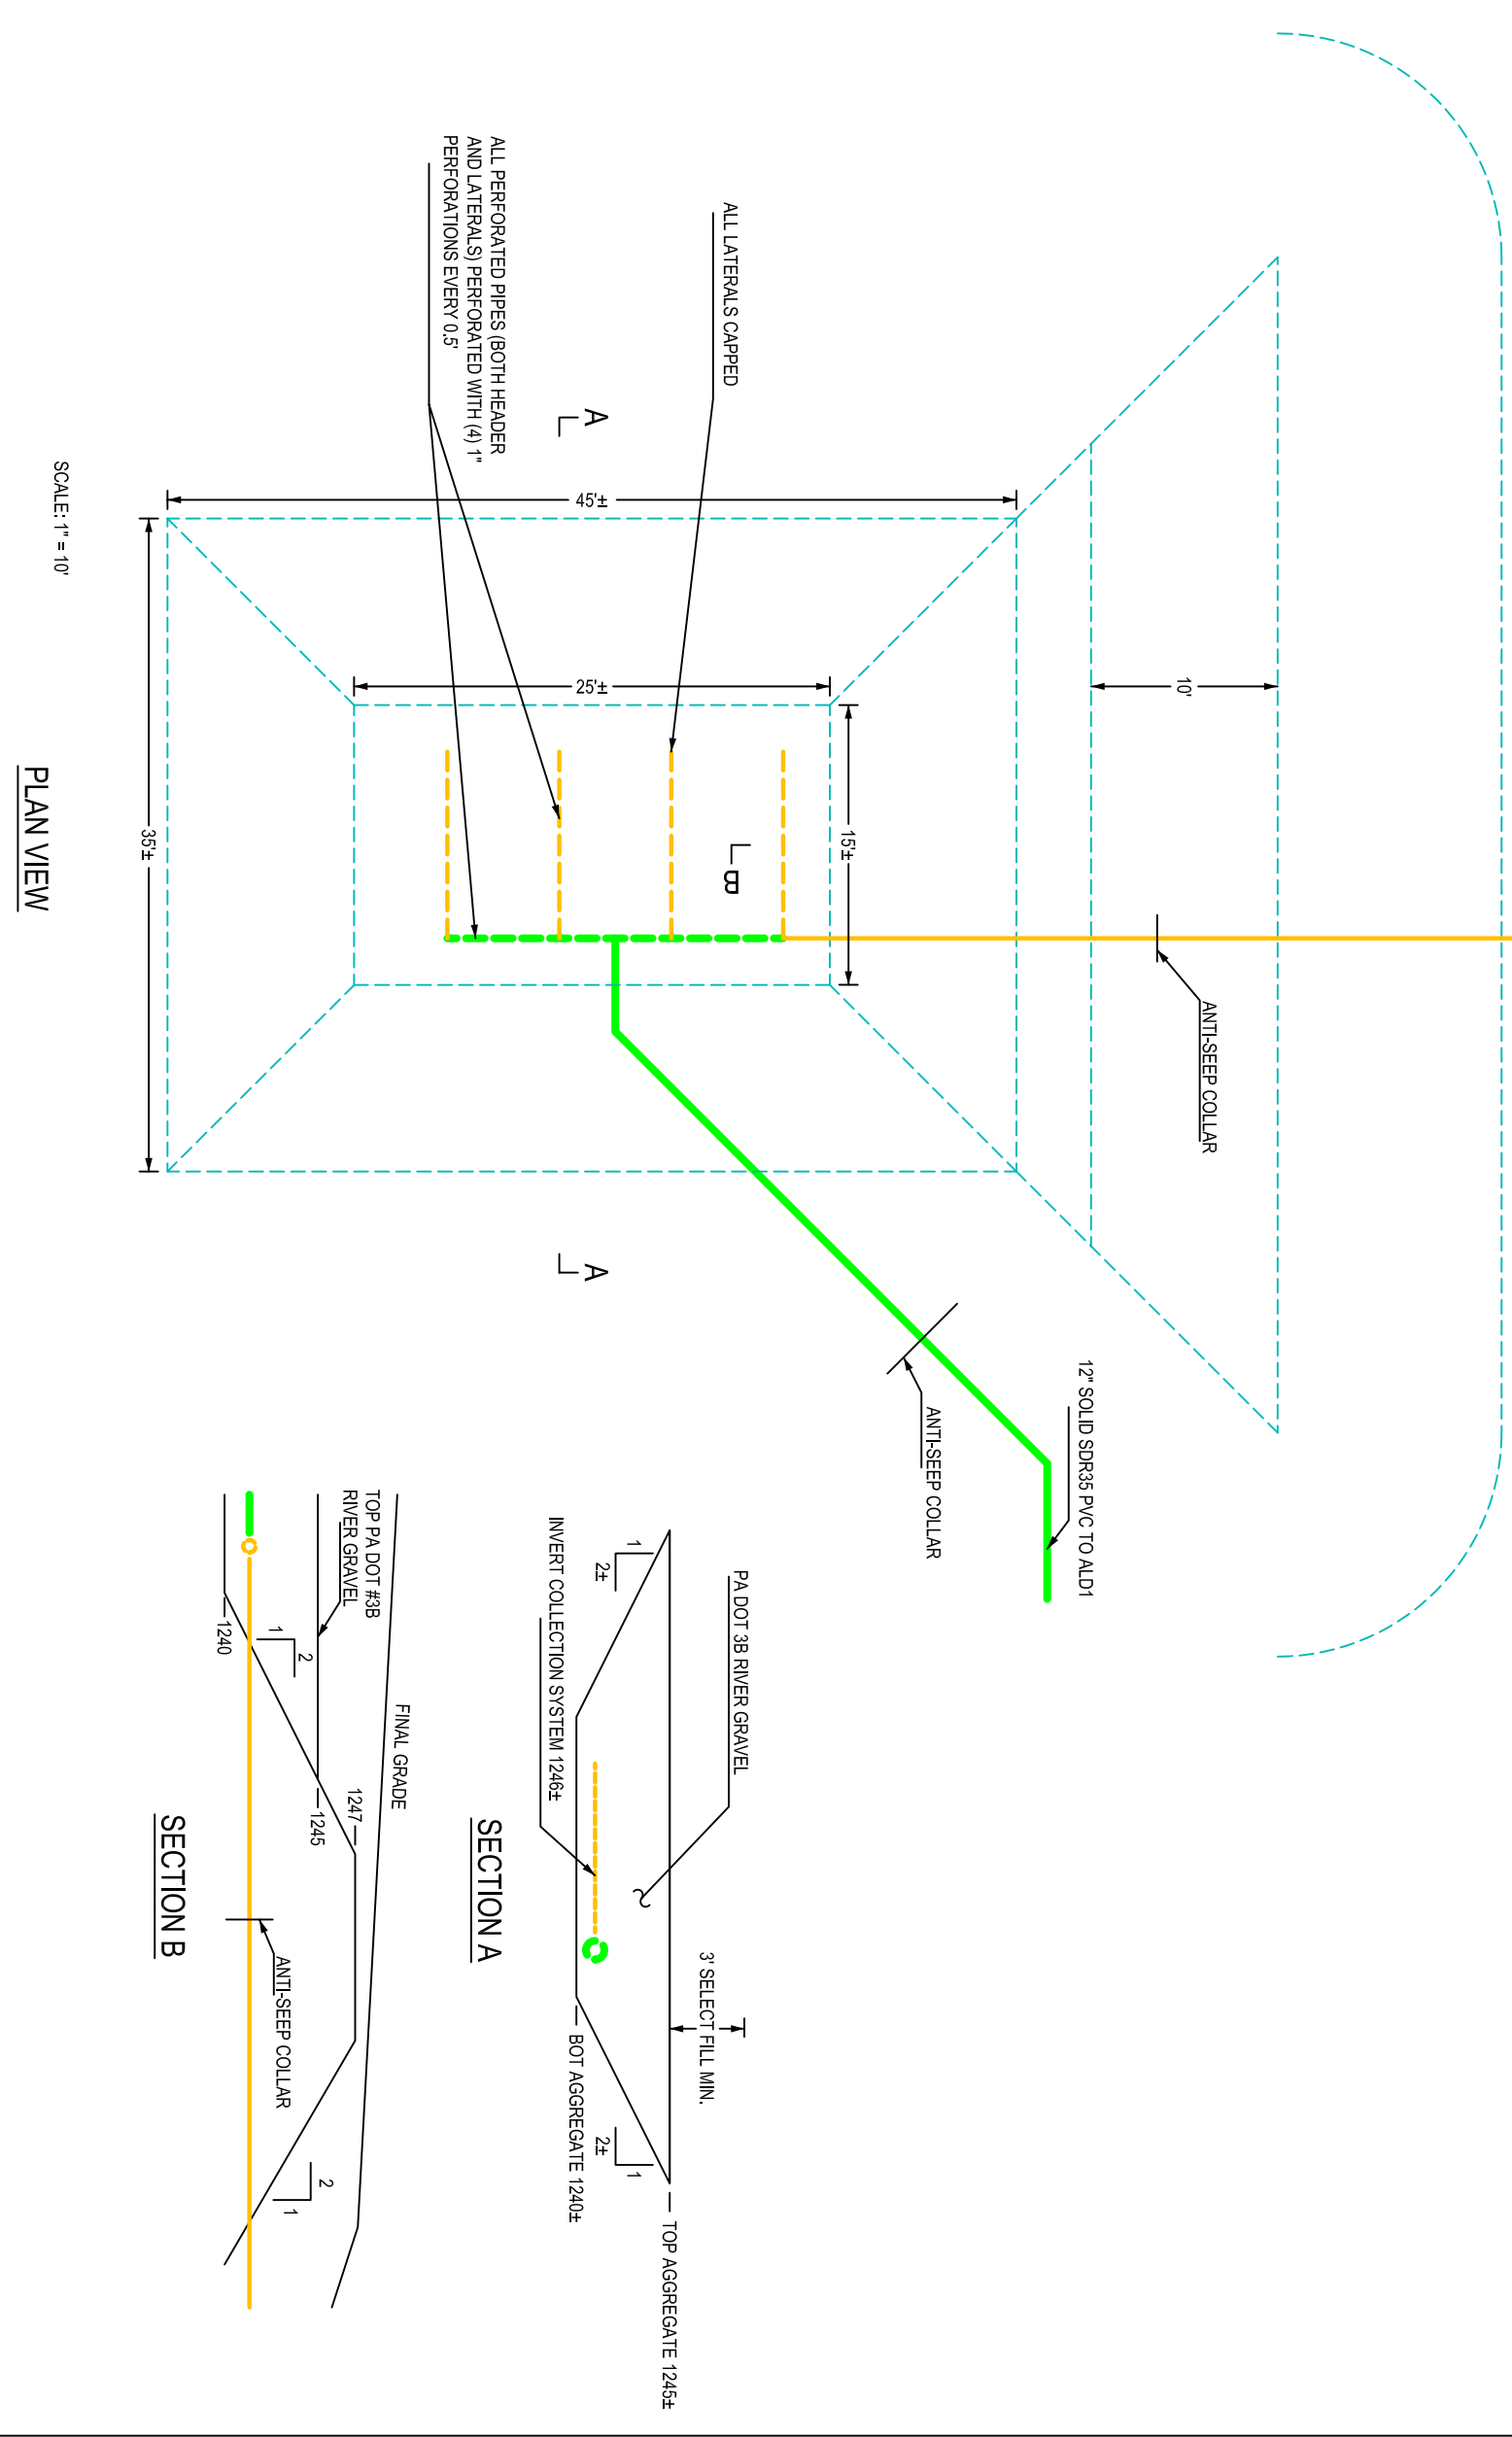 ANTI-SEEP COLLAR
10'
12" SOLID SDR35 PVC TO ALD1
ANTI-SEEP COLLAR
15'±
ALL LATERALS CAPPED
B
A
A
45'±
25'±
ALL PERFORATED PIPES (BOTH HEADER
AND LATERALS) PERFORATED WITH (4) 1"
PERFORATIONS EVERY 0.5'
35'±
SCALE: 1" = 10'
PLAN VIEW
3' SELECT FILL MIN.
PA DOT 3B RIVER GRAVEL
TOP AGGREGATE 1245±
1
2±
1
2±
BOT AGGREGATE 1240±
INVERT COLLECTION SYSTEM 1246±
SECTION A
FINAL GRADE
TOP PA DOT #3B
RIVER GRAVEL
1247
1245
2
1
2
1
1240
ANTI-SEEP COLLAR
SECTION B